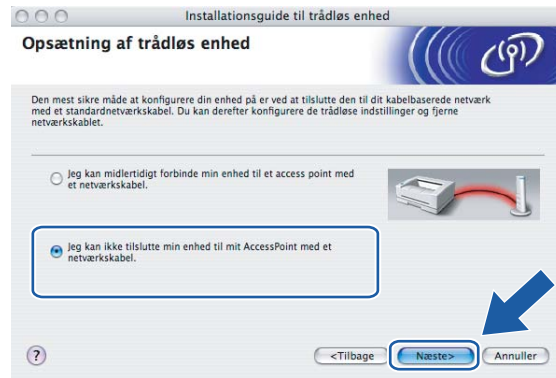 Installationsguide til trådløs enhed
Opsætning af trådløs enhed
Den mest sikre måde at konfigurere din enhed på er ved at tilslutte den til dit kabelbaserede netværk
med et standardnetværkskabel. Du kan derefter konfigurere de trådløse indstillinger og fjerne
netværkskablet.
Jeg kan midlertidigt forbinde min enhed til et access point med
et netværkskabel.
Jeg kan ikke tilslutte min enhed til mit AccessPoint med et
netværkskabel.
?
<Tilbage
Næste>
Annuller